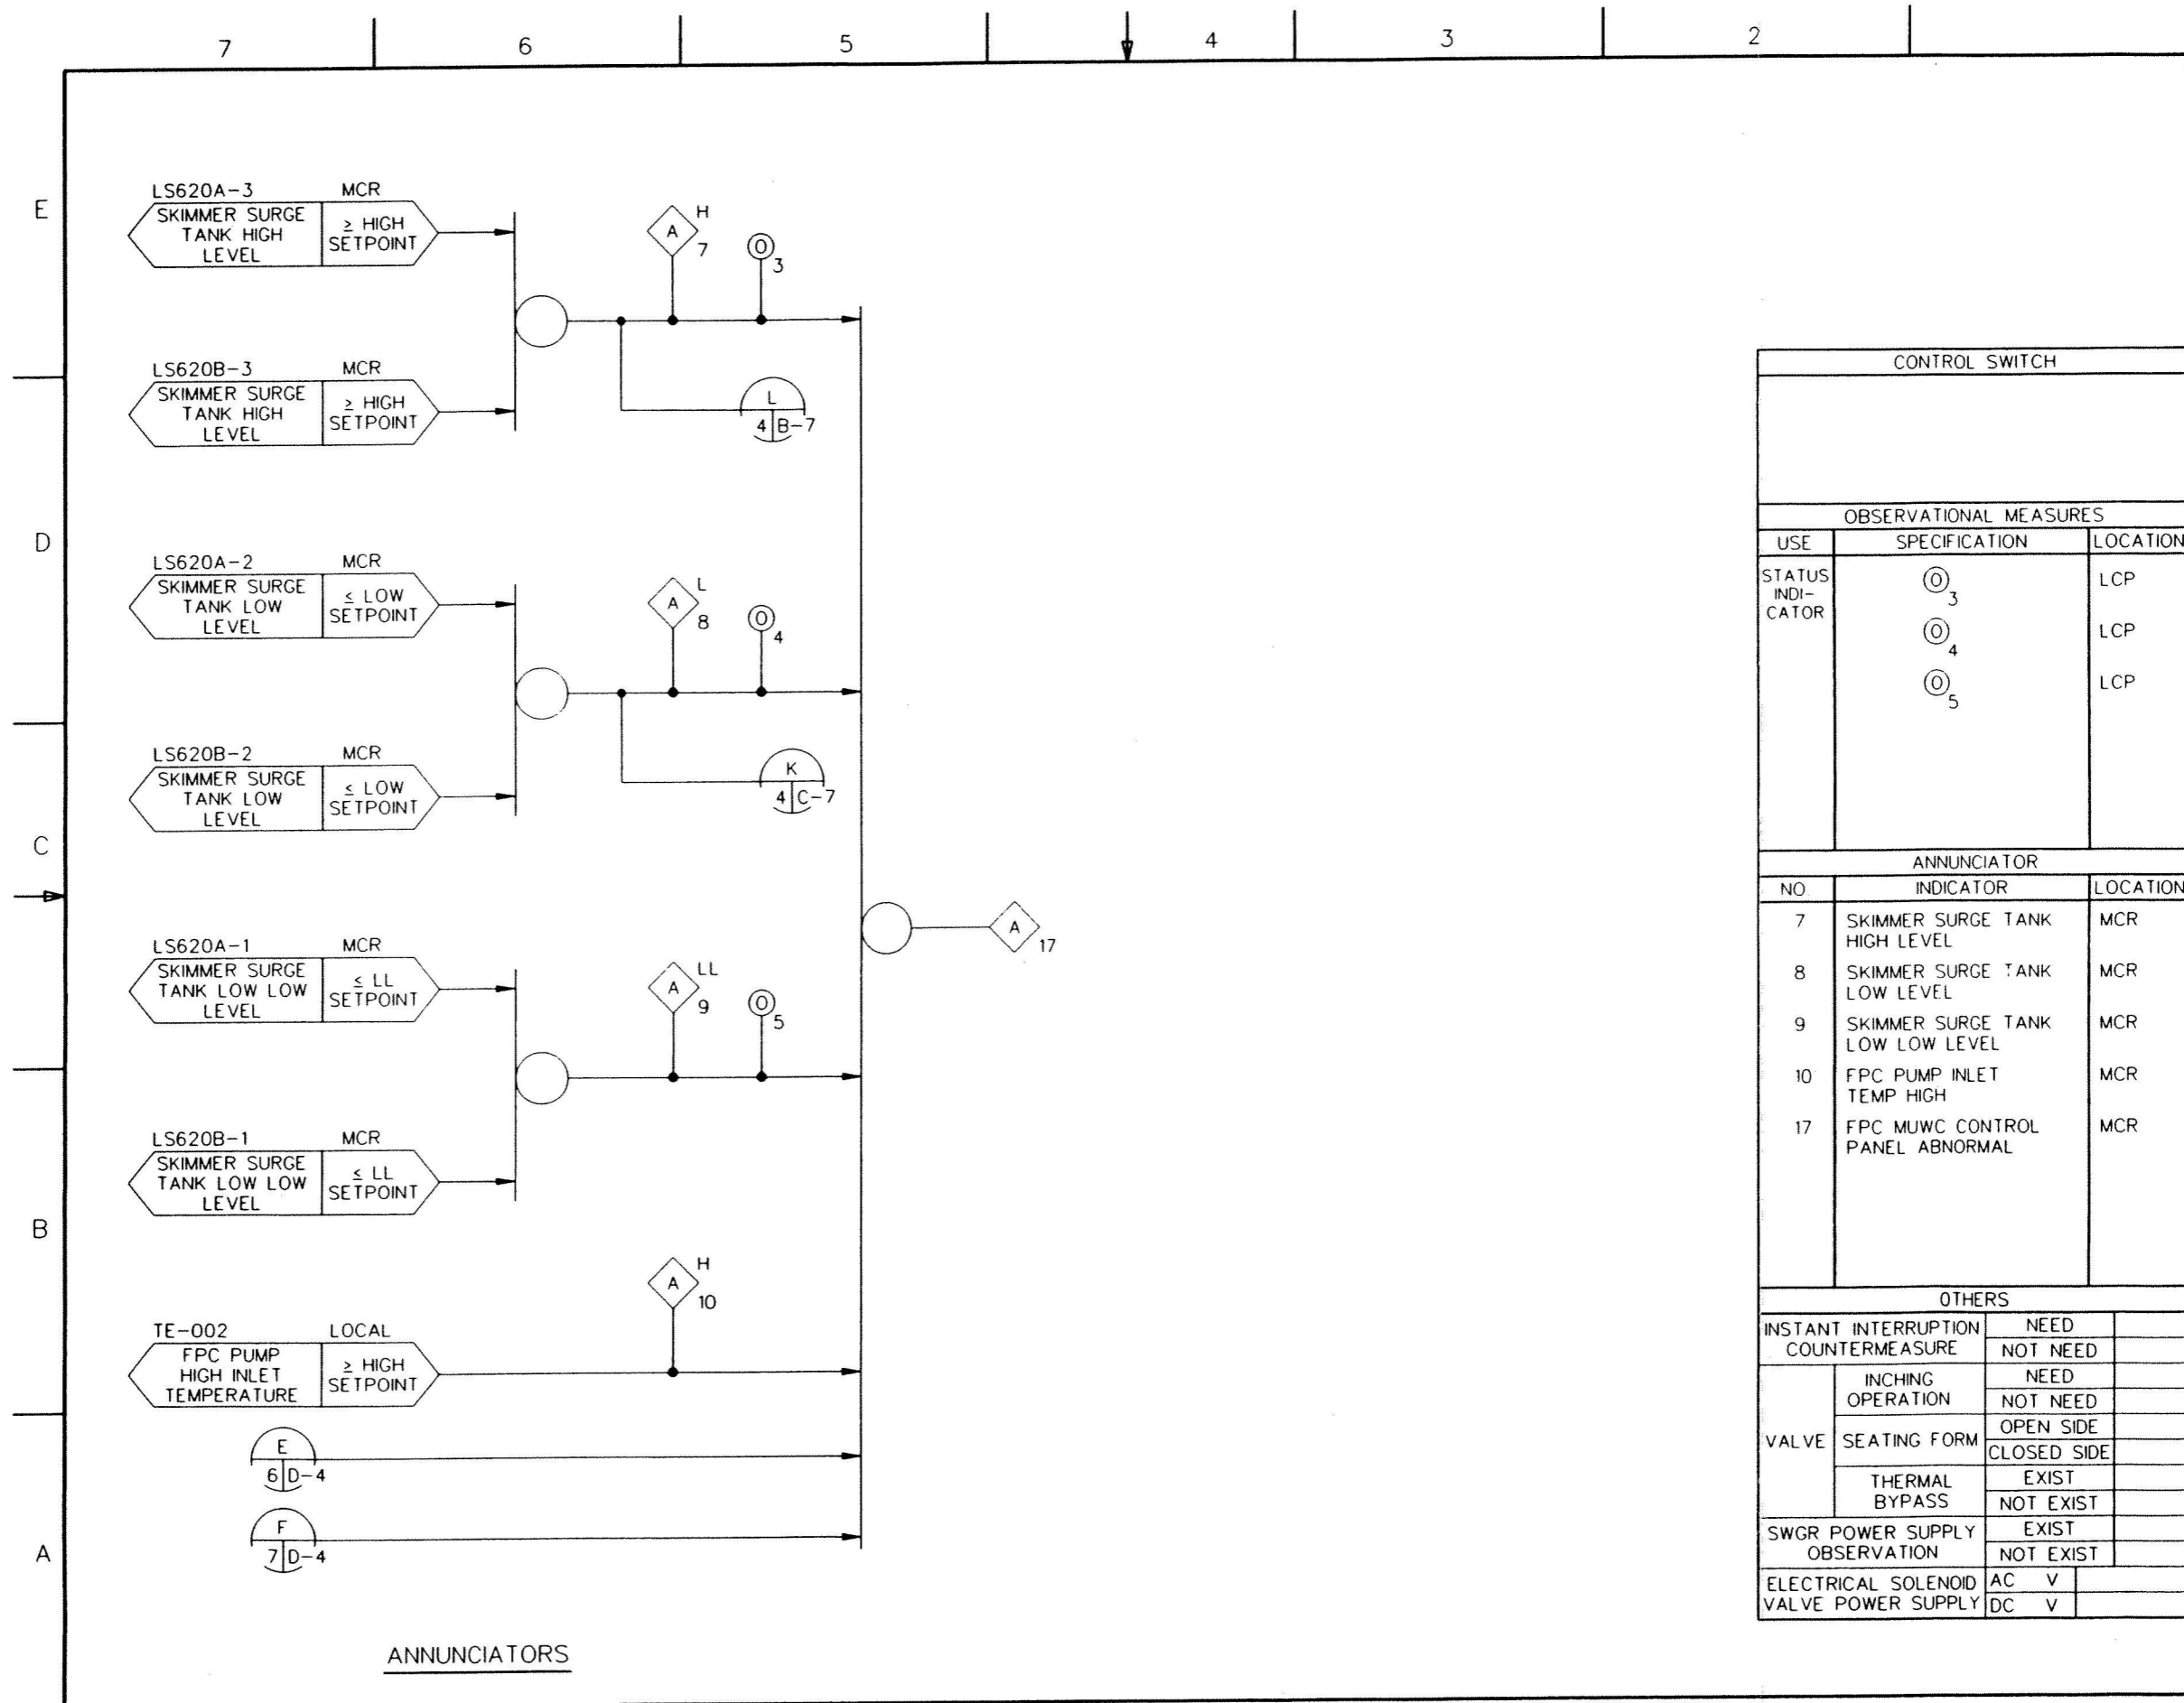 7 6 5 4 3 2
E
D
C
B
A
LS620A-3 MCR
SKIMMER SURGE
TANK HIGH
LEVEL
≥ HIGH
SETPOINT
H
A
7
O
3
LS620B-3 MCR
SKIMMER SURGE
TANK HIGH
LEVEL
≥ HIGH
SETPOINT
L
4 B-7
LS620A-2 MCR
SKIMMER SURGE
TANK LOW
LEVEL
≤ LOW
SETPOINT
L
A
8
O
4
LS620B-2 MCR
SKIMMER SURGE
TANK LOW
LEVEL
≤ LOW
SETPOINT
K
4 C-7
A
17
LS620A-1 MCR
SKIMMER SURGE
TANK LOW LOW
LEVEL
≤ LL
SETPOINT
LL
A
9
O
5
LS620B-1 MCR
SKIMMER SURGE
TANK LOW LOW
LEVEL
≤ LL
SETPOINT
H
A
10
TE-002 LOCAL
FPC PUMP
HIGH INLET
TEMPERATURE
≥ HIGH
SETPOINT
E
6 D-4
F
7 D-4
ANNUNCIATORS
CONTROL SWITCH
OBSERVATIONAL MEASURES
USE SPECIFICATION LOCATION
STATUS
INDI-
CATOR
O 3 LCP
O 4 LCP
O 5 LCP
ANNUNCIATOR
NO INDICATOR LOCATION
7 SKIMMER SURGE TANK MCR
HIGH LEVEL
8 SKIMMER SURGE TANK MCR
LOW LEVEL
9 SKIMMER SURGE TANK MCR
LOW LOW LEVEL
10 FPC PUMP INLET MCR
TEMP HIGH
17 FPC MUWC CONTROL MCR
PANEL ABNORMAL
OTHERS
INSTANT INTERRUPTION
COUNTERMEASURE
NEED
NOT NEED
VALVE
INCHING
OPERATION
NEED
NOT NEED
SEATING FORM
OPEN SIDE
CLOSED SIDE
THERMAL
BYPASS
EXIST
NOT EXIST
SWGR POWER SUPPLY
OBSERVATION
EXIST
NOT EXIST
ELECTRICAL SOLENOID
VALVE POWER SUPPLY
AC V
DC V